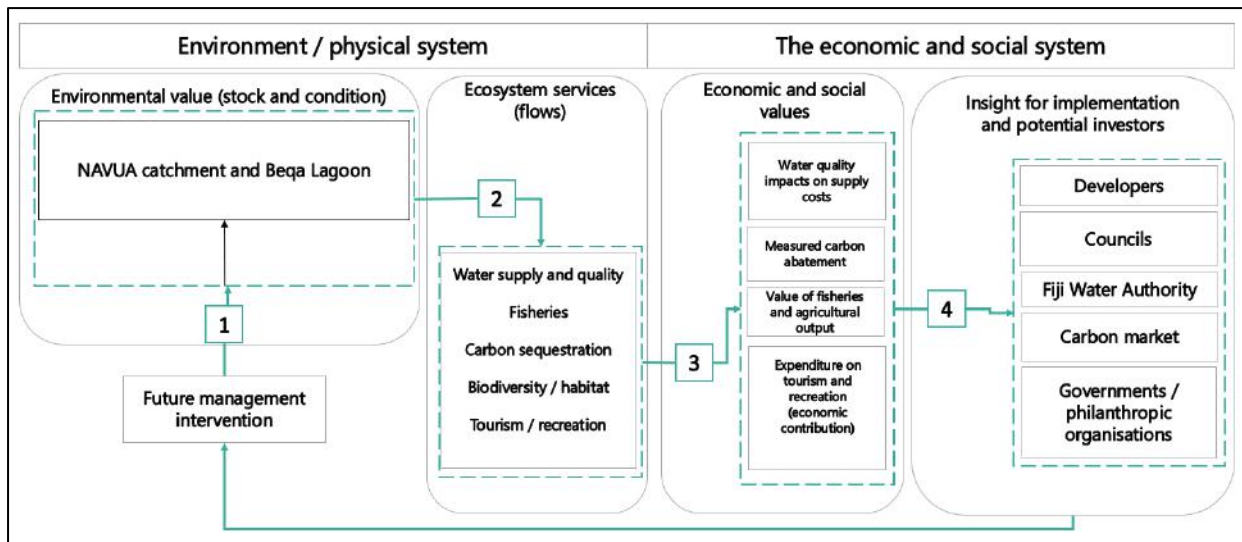 Environment / physical system
The economic and social system
Environmental value (stock and condition)
NAVUA catchment and Beqa Lagoon
1
Future management
intervention
Ecosystem services
(flows)
2
Water supply and quality
Fisheries
Carbon sequestration
Biodiversity / habitat
Tourism / recreation
3
Economic and social
values
Water quality
impacts on supply
costs
Measured carbon
abatement
Value of fisheries
and agricultural
output
Expenditure on
tourism and
recreation
(economic
contribution)
4
Insight for implementation
and potential investors
Developers
Councils
Fiji Water Authority
Carbon market
Governments /
philanthropic
organisations